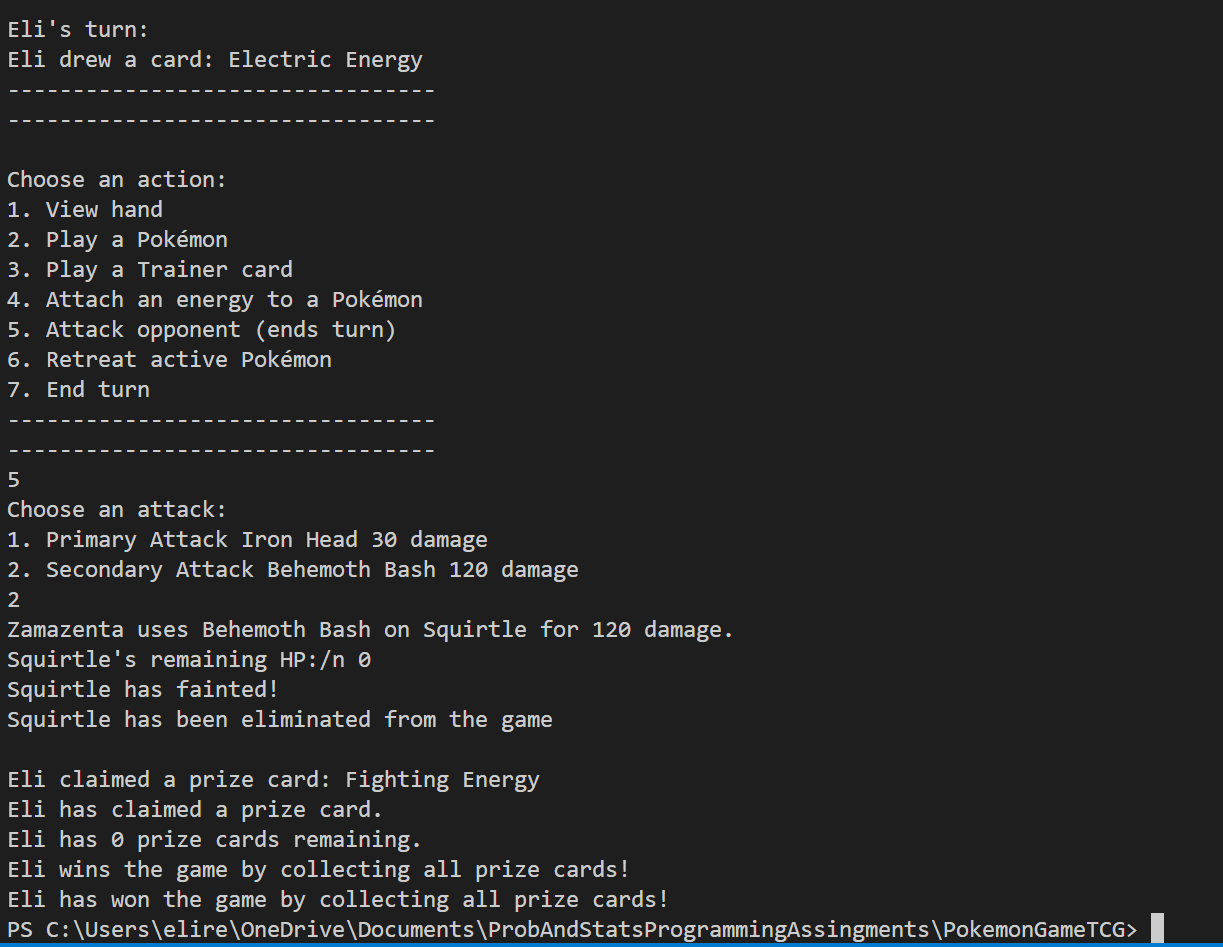 Eli's turn:
Eli drew a card: Electric Energy
---------------------------------
---------------------------------
Choose an action:
1. View hand
2. Play a Pokémon
3. Play a Trainer card
4. Attach an energy to a Pokémon
5. Attack opponent (ends turn)
6. Retreat active Pokémon
7. End turn
---------------------------------
---------------------------------
5
Choose an attack:
1. Primary Attack Iron Head 30 damage
2. Secondary Attack Behemoth Bash 120 damage
2
Zamazenta uses Behemoth Bash on Squirtle for 120 damage.
Squirtle's remaining HP:/n 0
Squirtle has fainted!
Squirtle has been eliminated from the game
Eli claimed a prize card: Fighting Energy
Eli has claimed a prize card.
Eli has 0 prize cards remaining.
Eli wins the game by collecting all prize cards!
Eli has won the game by collecting all prize cards!
PS C:\Users\elire\OneDrive\Documents\ProbAndStatsProgrammingAssingments\PokemonGameTCG>